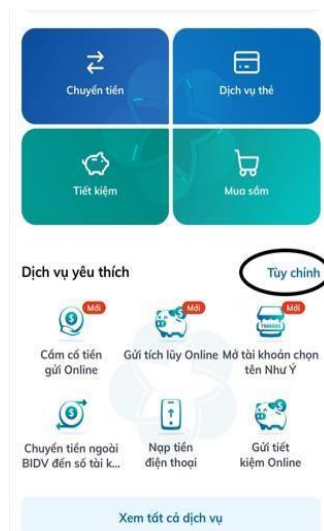 Chuyển tiền
Dịch vụ thẻ
Tiết kiệm
Mua sắm
Dịch vụ yêu thích
Tùy chỉnh
Mới
Mới
Mới
Cầm cố tiền
gửi Online
Gửi tích lũy Online
Mở tài khoản chọn
tên Như Ý
Chuyển tiền ngoài
BIDV đến số tài k...
Nạp tiền
điện thoại
Gửi tiết
kiệm Online
Xem tất cả dịch vụ